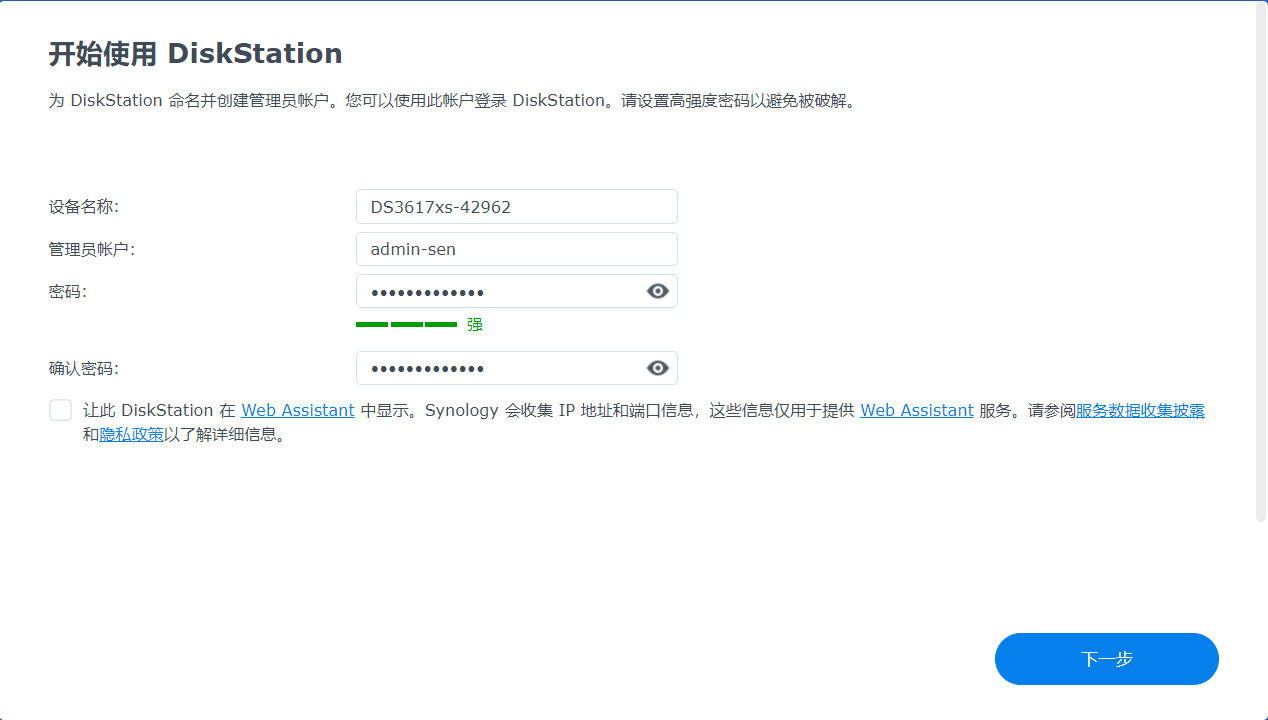 开始使用 DiskStation
为 DiskStation 命名并创建管理员帐户。您可以使用此帐户登录 DiskStation。请设置高强度密码以避免被破解。
设备名称: DS3617xs-42962
管理员帐户: admin-sen
密码: •••••••••••••
强
确认密码: •••••••••••••
让此 DiskStation 在 Web Assistant 中显示。Synology 会收集 IP 地址和端口信息，这些信息仅用于提供 Web Assistant 服务。请参阅服务数据收集披露
和隐私政策以了解详细信息。
下一步